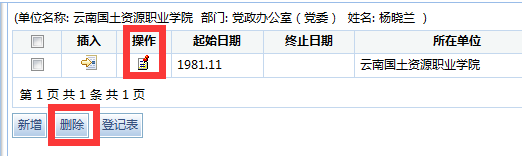 (单位名称: 云南国土资源职业学院 部门: 党政办公室（党委） 姓名: 杨晓兰 )
插入 操作 起始日期 终止日期 所在单位
1981.11 云南国土资源职业学院
第 1 页 共 1 条 共 1 页
新增 删除 登记表